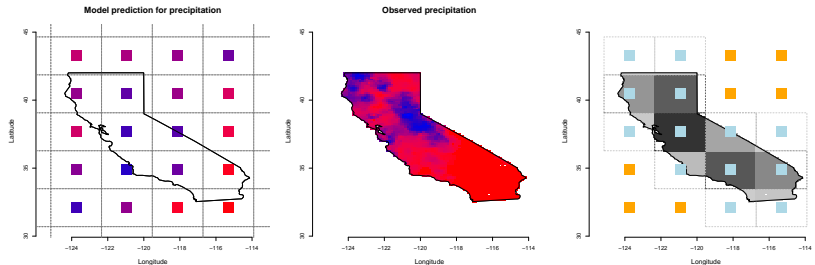 Model prediction for precipitation
Observed precipitation
Latitude
30 35 40 45
−124 −122 −120 −118 −116 −114
Longitude
Latitude
30 35 40 45
−124 −122 −120 −118 −116 −114
Longitude
Latitude
30 35 40 45
−124 −122 −120 −118 −116 −114
Longitude